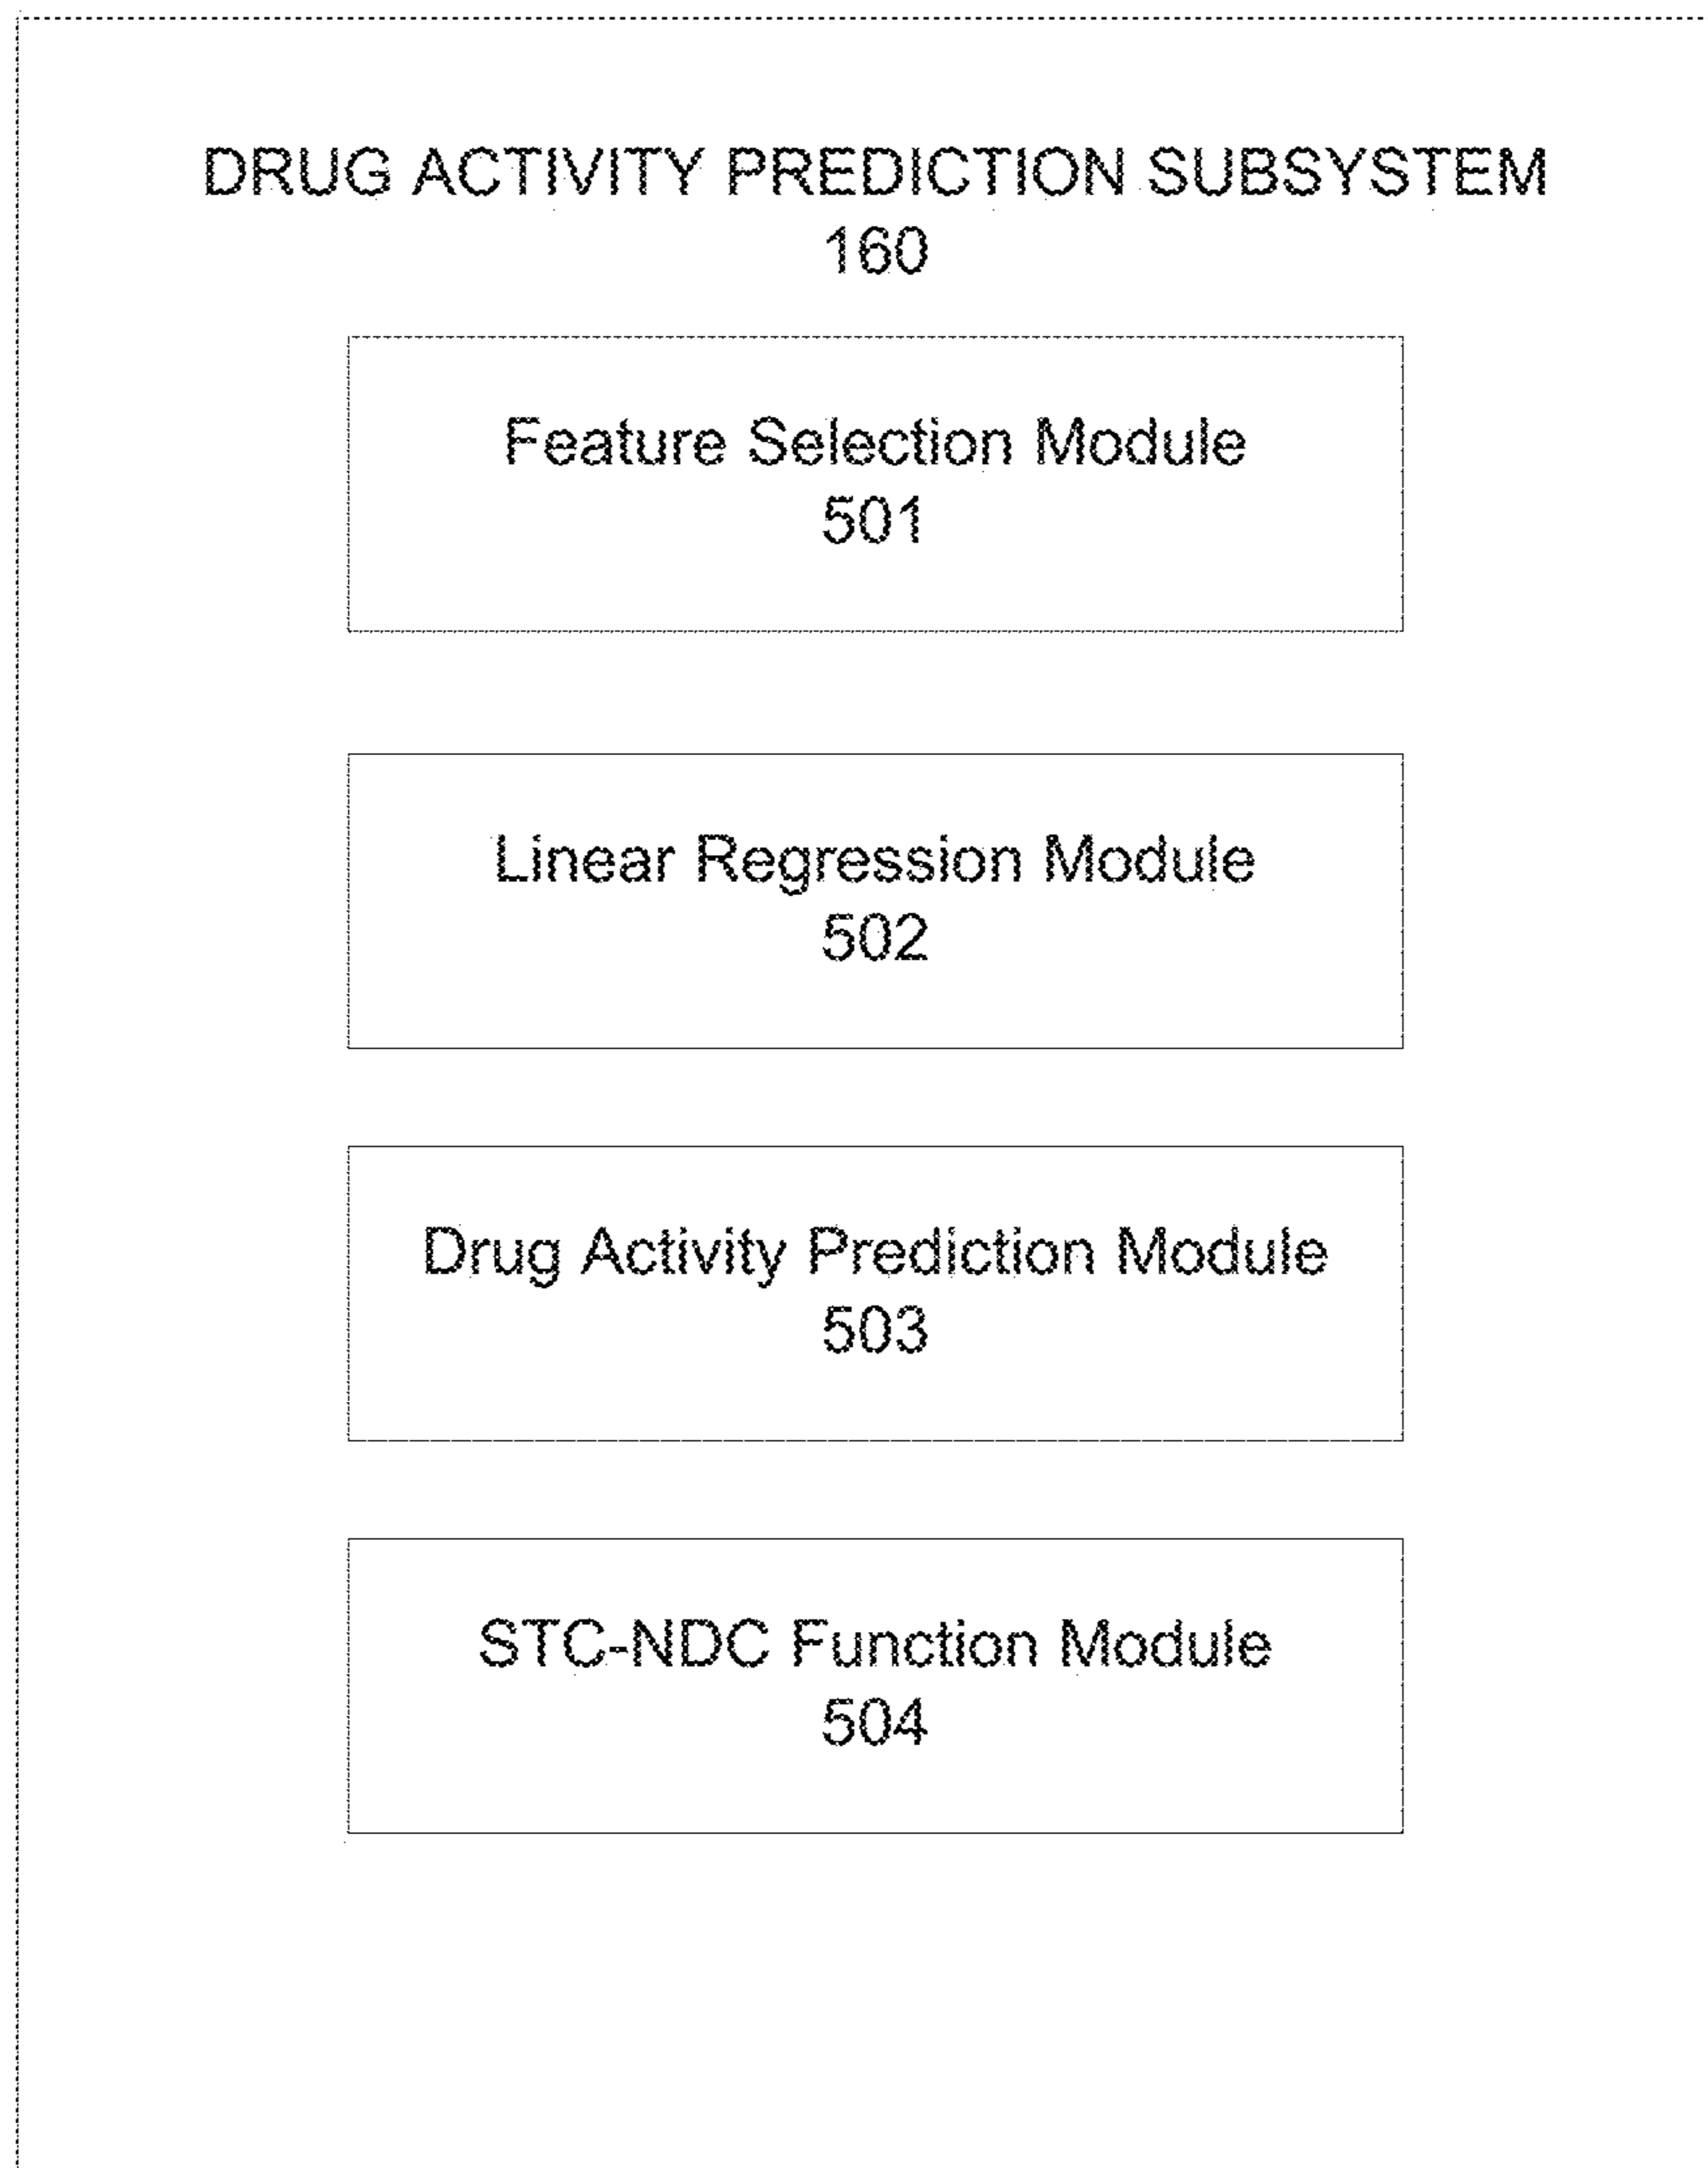 DRUG ACTIVITY PREDICTION SUBSYSTEM
160
Feature Selection Module
501
Linear Regression Module
502
Drug Activity Prediction Module
503
STC-NDC Function Module
504